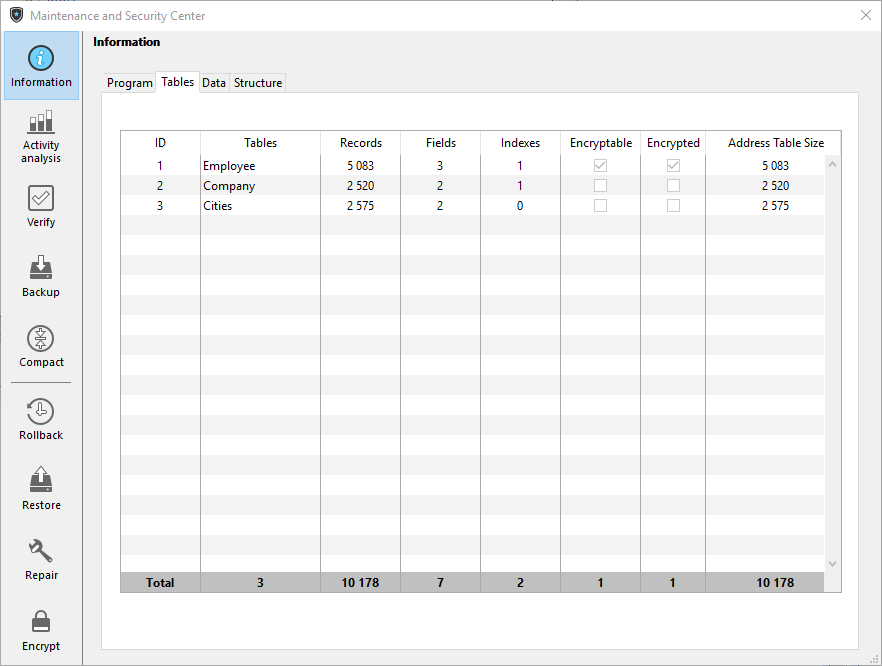 Maintenance and Security Center
Information
Activity
analysis
Verify
Backup
Compact
Rollback
Restore
Repair
Encrypt
Information
Program Tables Data Structure
ID Tables Records Fields Indexes Encryptable Encrypted Address Table Size
1 Employee 5 083 3 1 5 083
2 Company 2 520 2 1 2 520
3 Cities 2 575 2 0 2 575
Total 3 10 178 7 2 1 1 10 178